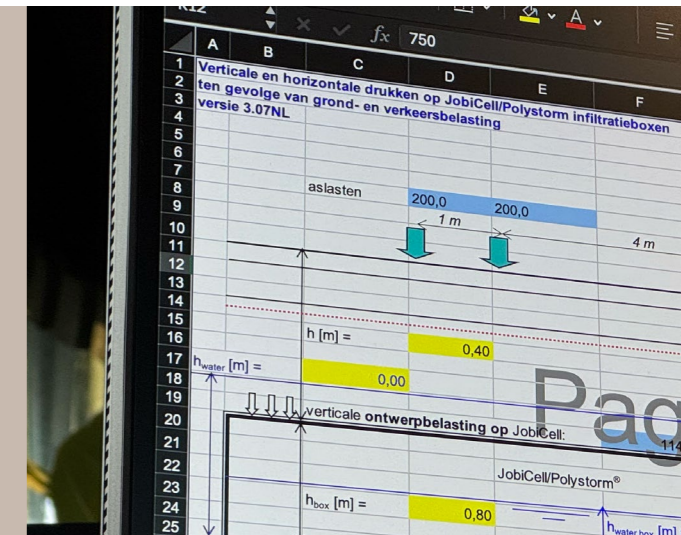 fx 750
A B C D E F
1 Verticale en horizontale drukken op JobiCell/Polystorm infiltratieboxen
2 ten gevolge van grond- en verkeersbelasting
3 versie 3.07NL
4
5
6
7
8 aslasten 200,0 200,0
9 1 m 4 m
10
11
12
13
14
15
16 h [m] = 0,40
17 hwater [m] =
18 0,00
19
20 verticale ontwerpbelasting op JobiCell: 114
21
22 JobiCell/Polystorm®
23
24 hbox [m] = 0,80
25 hwater box [m]